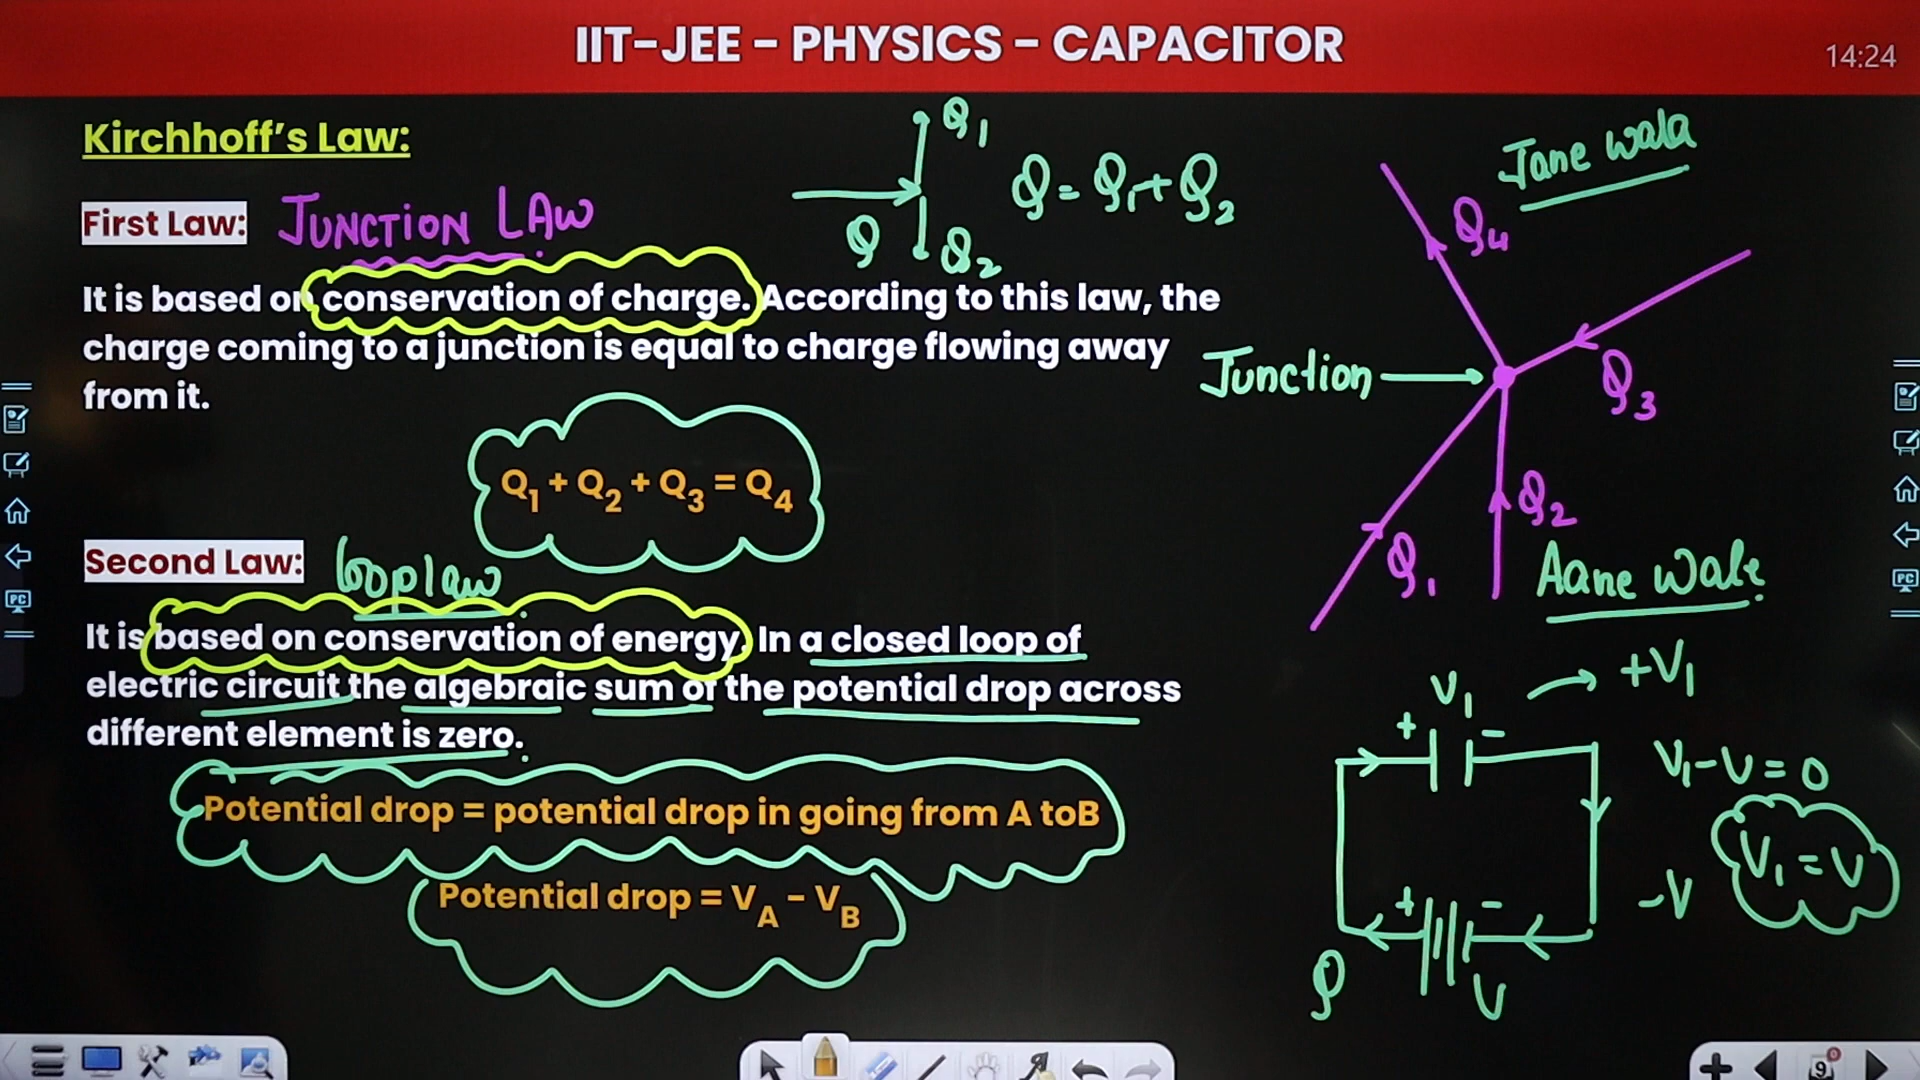 IIT-JEE - PHYSICS - CAPACITOR
14:24
Kirchhoff's Law:
First Law: JUNCTION LAW
It is based on conservation of charge. According to this law, the
charge coming to a junction is equal to charge flowing away
from it.
Q1 + Q2 + Q3 = Q4
Second Law: loop law
It is based on conservation of energy. In a closed loop of
electric circuit the algebraic sum of the potential drop across
different element is zero.
Potential drop = potential drop in going from A toB
Potential drop = VA - VB
Q1
Q
Q2
Q = Q1 + Q2
Jane wala
Q4
Junction
Q3
Q2
Q1
Aane wale
V1
+V1
+ -
V1 - V = 0
V1 = V
-V
+ -
Q
V
PC
PC
9
0